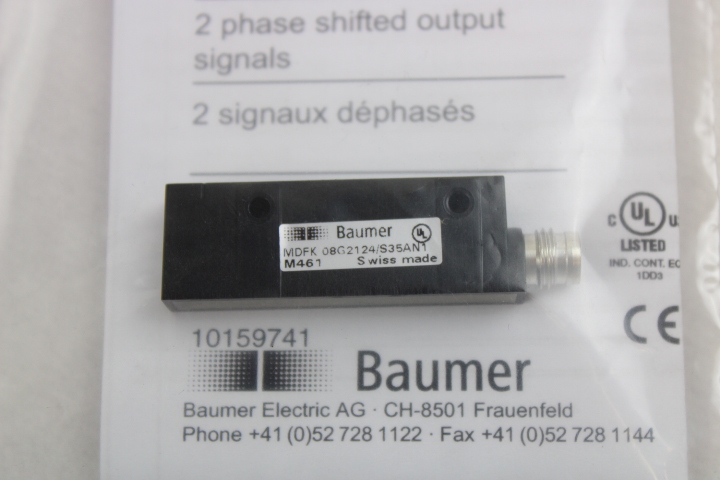 2 phase shifted output
signals
2 signaux déphasés
Baumer
UL
MDFK 08G2124/S35AN1
M461 Swiss made
C UL U
LISTED
IND. CONT. EQ
1DD3
CE
10159741
Baumer
Baumer Electric AG · CH-8501 Frauenfeld
Phone +41 (0)52 728 1122 · Fax +41 (0)52 728 1144